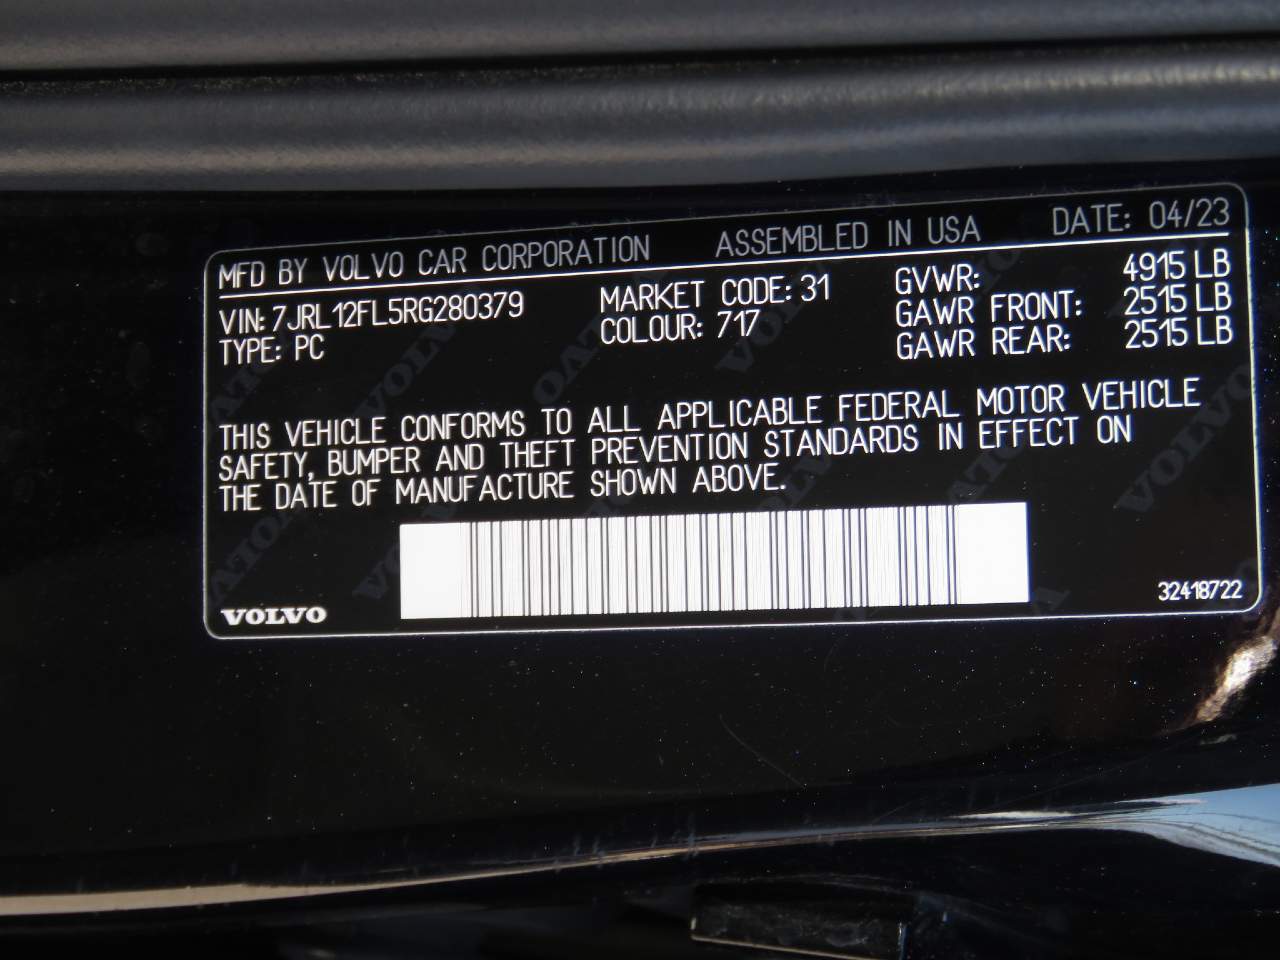 MFD BY VOLVO CAR CORPORATION ASSEMBLED IN USA DATE: 04/23
VIN: 7JRL12FL5RG280379 MARKET CODE: 31 GVWR: 4915 LB
TYPE: PC COLOUR: 717 GAWR FRONT: 2515 LB
GAWR REAR: 2515 LB
THIS VEHICLE CONFORMS TO ALL APPLICABLE FEDERAL MOTOR VEHICLE
SAFETY, BUMPER AND THEFT PREVENTION STANDARDS IN EFFECT ON
THE DATE OF MANUFACTURE SHOWN ABOVE.
VOLVO 32418722